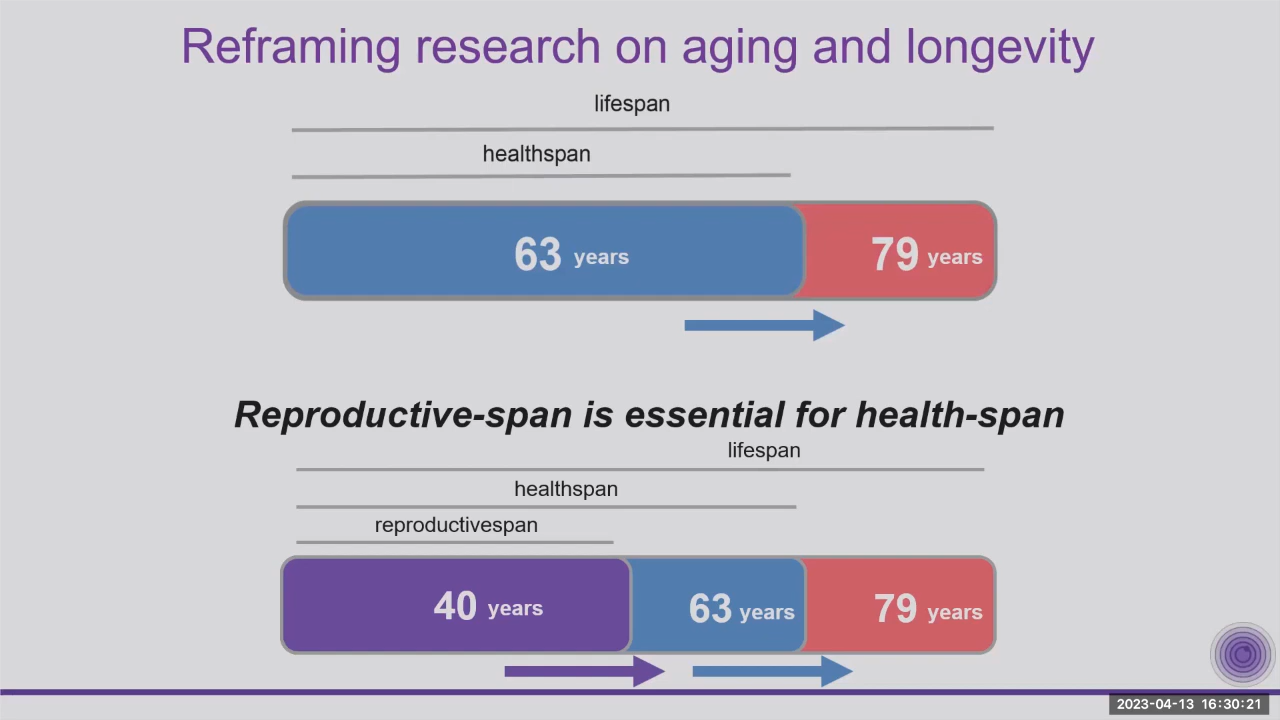 Reframing research on aging and longevity
lifespan
healthspan
63 years
79 years
Reproductive-span is essential for health-span
lifespan
healthspan
reproductivespan
40 years
63 years
79 years
2023-04-13 16:30:21